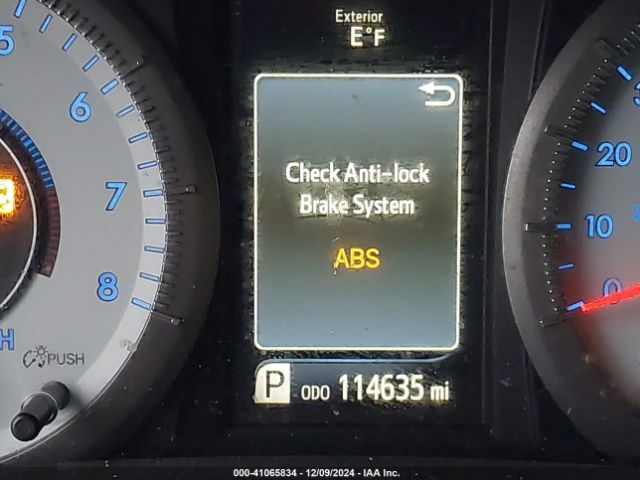 Exterior
E°F
5
6
7
8
H
PUSH
Check Anti-lock
Brake System
ABS
P ODO 114635 mi
20
10
0
000-41065834 - 12/09/2024 - IAA Inc.